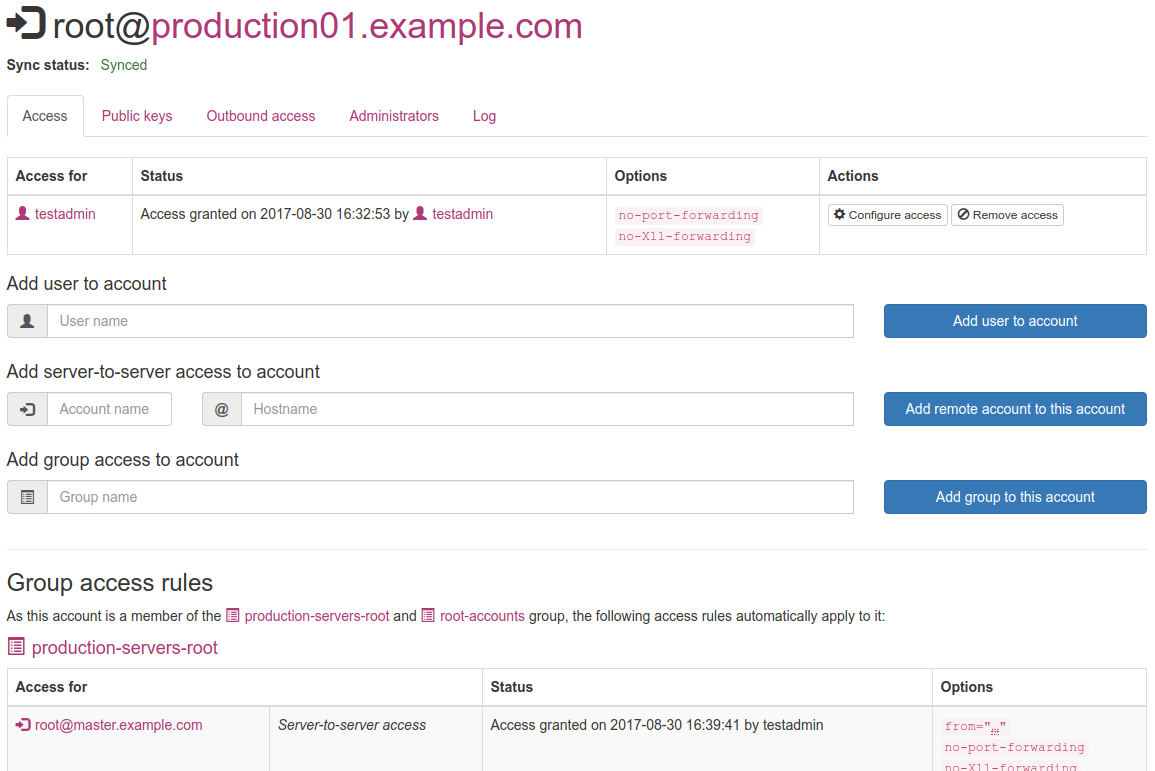 root@production01.example.com
Sync status: Synced
Access Public keys Outbound access Administrators Log
Access for Status Options Actions
testadmin Access granted on 2017-08-30 16:32:53 by testadmin no-port-forwarding Configure access Remove access
no-X11-forwarding
Add user to account
User name Add user to account
Add server-to-server access to account
Account name @ Hostname Add remote account to this account
Add group access to account
Group name Add group to this account
Group access rules
As this account is a member of the production-servers-root and root-accounts group, the following access rules automatically apply to it:
production-servers-root
Access for Status Options
root@master.example.com Server-to-server access Access granted on 2017-08-30 16:39:41 by testadmin from="…"
no-port-forwarding
no-X11-forwarding